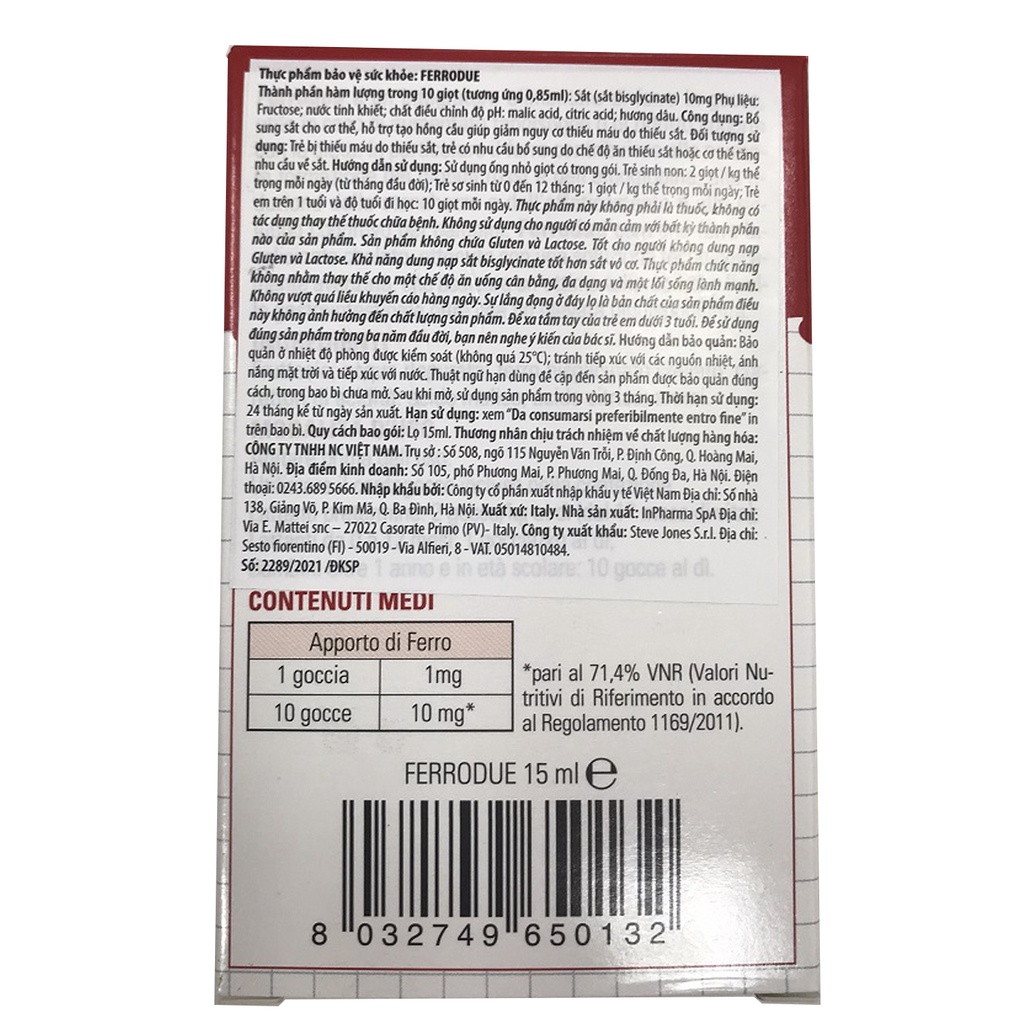 Thực phẩm bảo vệ sức khỏe: FERRODUE
Thành phần hàm lượng trong 10 giọt (tương ứng 0,85ml): Sắt (sắt bisglycinate) 10mg Phụ liệu:
Fructose; nước tinh khiết; chất điều chỉnh độ pH: malic acid, citric acid; hương dâu. Công dụng: Bổ
sung sắt cho cơ thể, hỗ trợ tạo hồng cầu giúp giảm nguy cơ thiếu máu do thiếu sắt. Đối tượng sử
dụng: Trẻ bị thiếu máu do thiếu sắt, trẻ có nhu cầu bổ sung do chế độ ăn thiếu sắt hoặc cơ thể tăng
nhu cầu về sắt. Hướng dẫn sử dụng: Sử dụng ống nhỏ giọt có trong gói. Trẻ sinh non: 2 giọt / kg thể
trọng mỗi ngày (từ tháng đầu đời); Trẻ sơ sinh từ 0 đến 12 tháng: 1 giọt / kg thể trọng mỗi ngày; Trẻ
em trên 1 tuổi và độ tuổi đi học: 10 giọt mỗi ngày. Thực phẩm này không phải là thuốc, không có
tác dụng thay thế thuốc chữa bệnh. Không sử dụng cho người có mẫn cảm với bất kỳ thành phần
nào của sản phẩm. Sản phẩm không chứa Gluten và Lactose. Tốt cho người không dung nạp
Gluten và Lactose. Khả năng dung nạp sắt bisglycinate tốt hơn sắt vô cơ. Thực phẩm chức năng
không nhằm thay thế cho một chế độ ăn uống cân bằng, đa dạng và một lối sống lành mạnh.
Không vượt quá liều khuyến cáo hàng ngày. Sự lắng đọng ở đáy lọ là bản chất của sản phẩm điều
này không ảnh hưởng đến chất lượng sản phẩm. Để xa tầm tay của trẻ em dưới 3 tuổi. Để sử dụng
đúng sản phẩm trong ba năm đầu đời, bạn nên nghe ý kiến của bác sĩ. Hướng dẫn bảo quản: Bảo
quản ở nhiệt độ phòng được kiểm soát (không quá 25°C); tránh tiếp xúc với các nguồn nhiệt, ánh
nắng mặt trời và tiếp xúc với nước. Thuật ngữ hạn dùng đề cập đến sản phẩm được bảo quản đúng
cách, trong bao bì chưa mở. Sau khi mở, sử dụng sản phẩm trong vòng 3 tháng. Thời hạn sử dụng:
24 tháng kể từ ngày sản xuất. Hạn sử dụng: xem “Da consumarsi preferibilmente entro fine” in
trên bao bì. Quy cách bao gói: Lọ 15ml. Thương nhân chịu trách nhiệm về chất lượng hàng hóa:
CÔNG TY TNHH NC VIỆT NAM. Trụ sở : Số 508, ngõ 115 Nguyễn Văn Trỗi, P. Định Công, Q. Hoàng Mai,
Hà Nội. Địa điểm kinh doanh: Số 105, phố Phương Mai, P. Phương Mai, Q. Đống Đa, Hà Nội. Điện
thoại: 0243.689 5666. Nhập khẩu bởi: Công ty cổ phần xuất nhập khẩu y tế Việt Nam Địa chỉ: Số nhà
138, Giảng Võ, P. Kim Mã, Q. Ba Đình, Hà Nội. Xuất xứ: Italy. Nhà sản xuất: InPharma SpA Địa chỉ:
Via E. Mattei snc – 27022 Casorate Primo (PV)- Italy. Công ty xuất khẩu: Steve Jones S.r.l. Địa chỉ:
Sesto fiorentino (FI) - 50019 - Via Alfieri, 8 - VAT. 05014810484.
Số: 2289/2021 /ĐKSP
1 anno e in età scolare: 10 gocce al dì.
CONTENUTI MEDI
Apporto di Ferro
1 goccia 1mg
10 gocce 10 mg*
*pari al 71,4% VNR (Valori Nu-
tritivi di Riferimento in accordo
al Regolamento 1169/2011).
FERRODUE 15 ml ℮
8 032749 650132